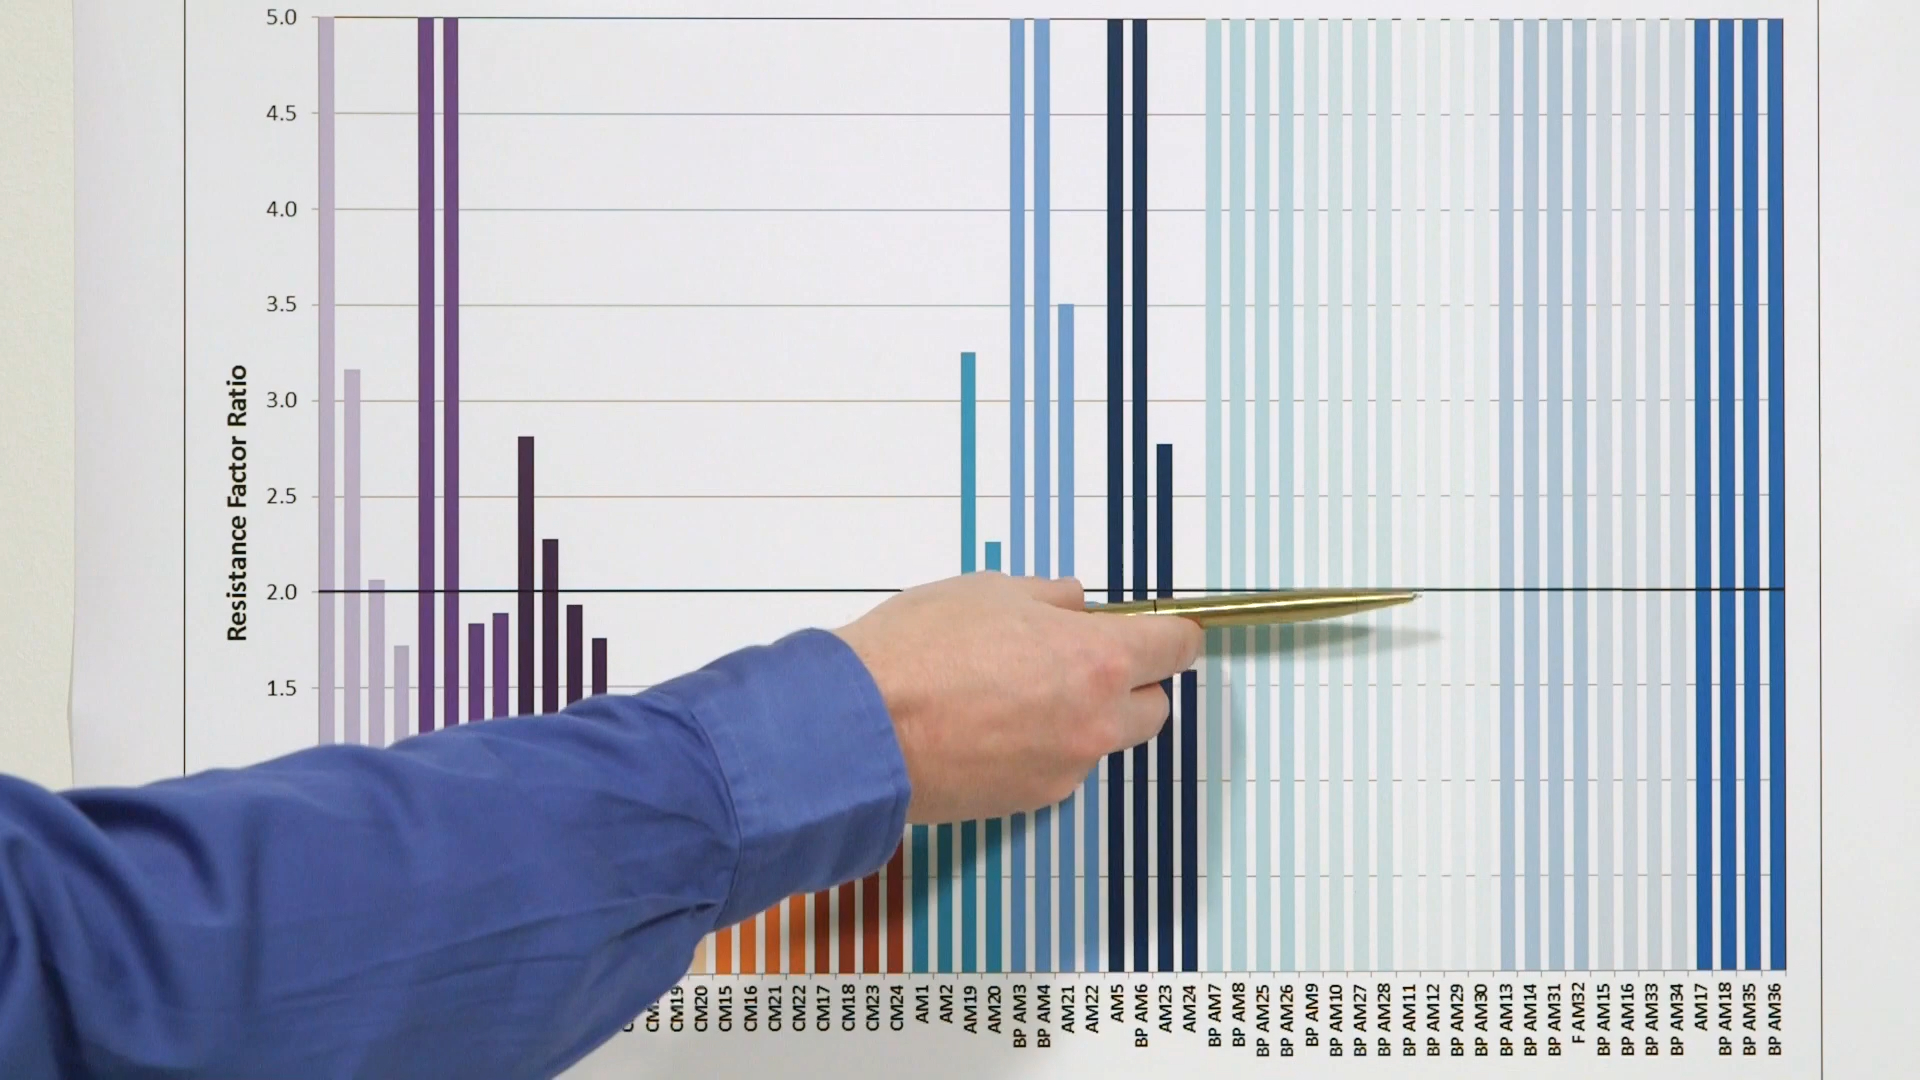 5.0
4.5
4.0
3.5
3.0
2.5
2.0
1.5
Resistance Factor Ratio
CM19
CM20
CM15
CM16
CM21
CM22
CM17
CM18
CM23
CM24
AM1
AM2
AM19
AM20
BP AM3
BP AM4
AM21
AM22
AM5
BP AM6
AM23
AM24
BP AM7
BP AM8
BP AM25
BP AM26
BP AM9
BP AM10
BP AM27
BP AM28
BP AM11
BP AM12
BP AM29
BP AM30
BP AM13
BP AM14
BP AM31
F AM32
BP AM15
BP AM16
BP AM33
BP AM34
AM17
BP AM18
BP AM35
BP AM36